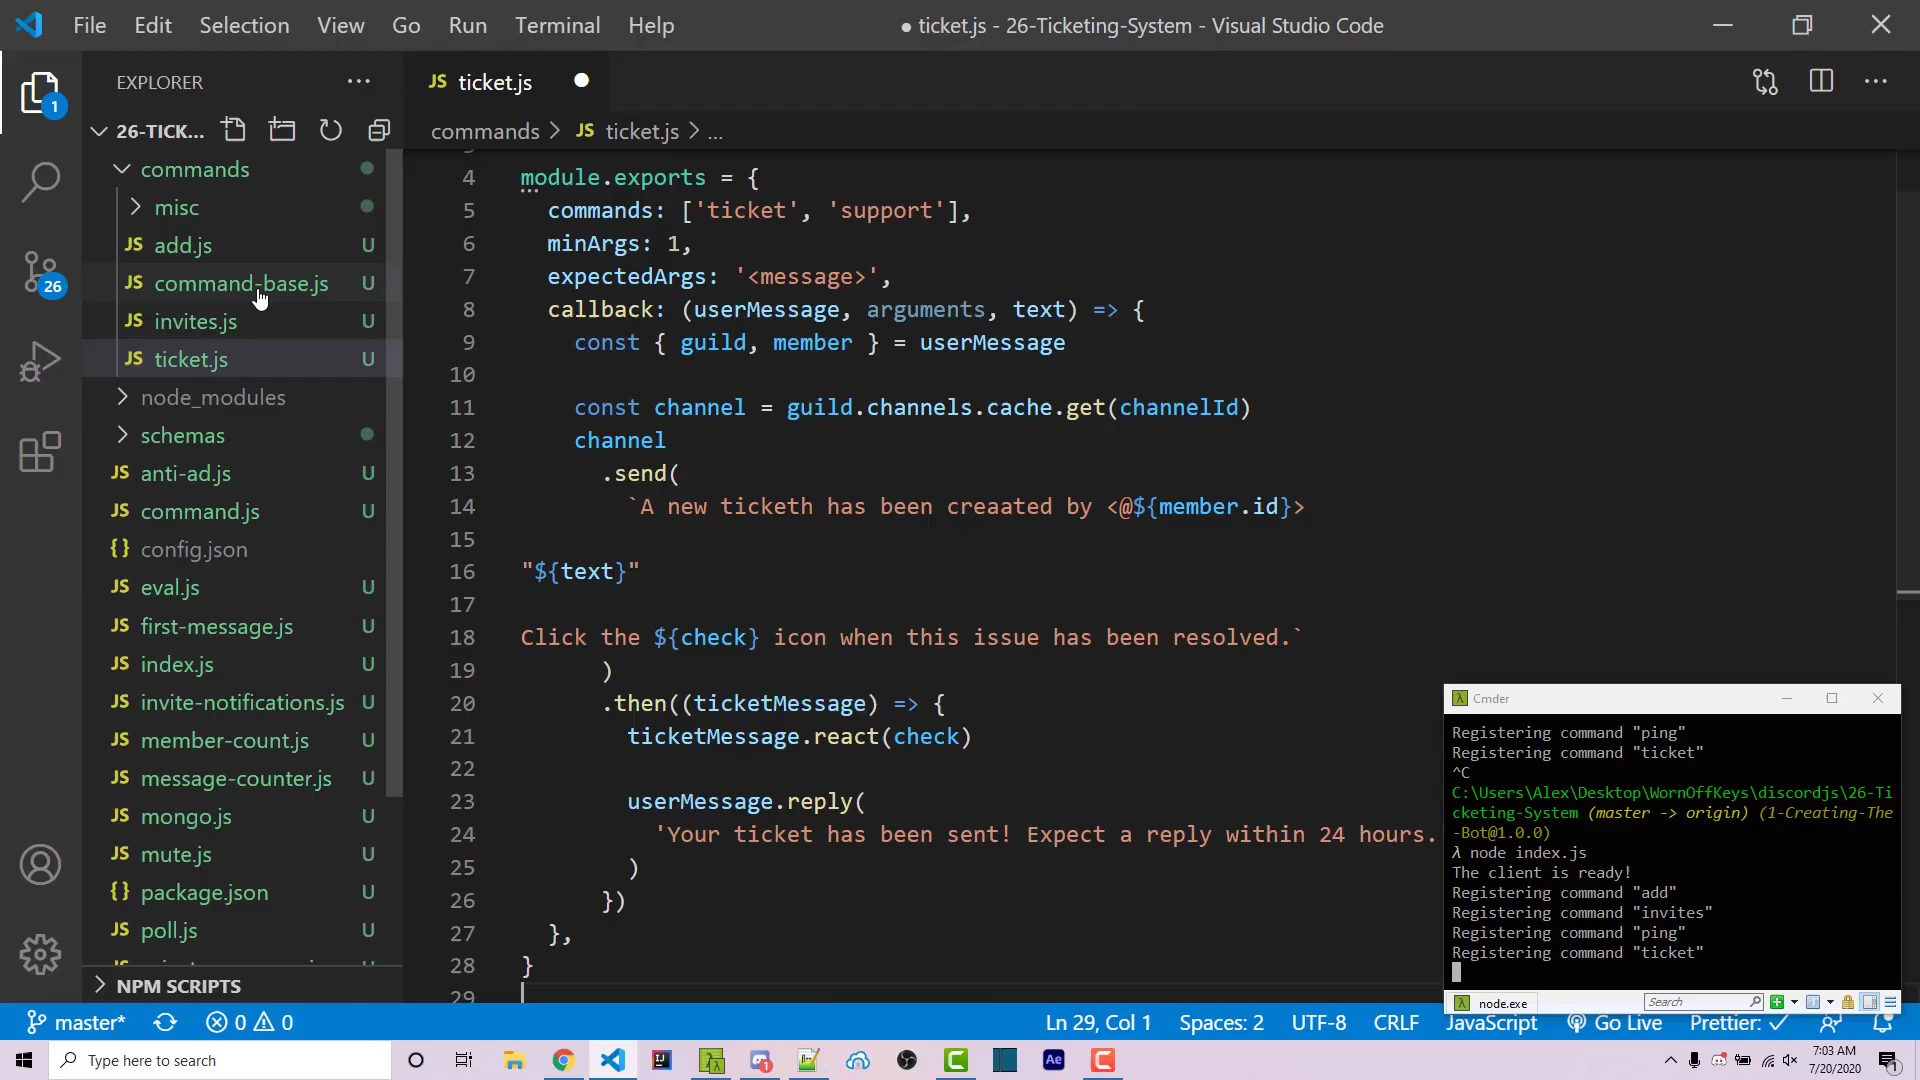 File Edit Selection View Go Run Terminal Help
● ticket.js - 26-Ticketing-System - Visual Studio Code
EXPLORER
1
26-TICK...
commands
misc
JS add.js U
JS command-base.js U
26
JS invites.js U
JS ticket.js U
node_modules
schemas
JS anti-ad.js U
JS command.js U
{} config.json
JS eval.js U
JS first-message.js U
JS index.js U
JS invite-notifications.js U
JS member-count.js U
JS message-counter.js U
JS mongo.js U
JS mute.js U
{} package.json U
JS poll.js U
NPM SCRIPTS
JS ticket.js
commands > JS ticket.js > ...
4 module.exports = {
5 commands: ['ticket', 'support'],
6 minArgs: 1,
7 expectedArgs: '<message>',
8 callback: (userMessage, arguments, text) => {
9 const { guild, member } = userMessage
10
11 const channel = guild.channels.cache.get(channelId)
12 channel
13 .send(
14 `A new ticketh has been creaated by <@${member.id}>
15
16 "${text}"
17
18 Click the ${check} icon when this issue has been resolved.`
19 )
20 .then((ticketMessage) => {
21 ticketMessage.react(check)
22
23 userMessage.reply(
24 'Your ticket has been sent! Expect a reply within 24 hours.
25 )
26 })
27 },
28 }
29
Cmder
Registering command "ping"
Registering command "ticket"
^C
C:\Users\Alex\Desktop\WornOffKeys\discordjs\26-Ti
cketing-System (master -> origin) (1-Creating-The
-Bot@1.0.0)
λ node index.js
The client is ready!
Registering command "add"
Registering command "invites"
Registering command "ping"
Registering command "ticket"
node.exe Search
master* 0 0 Ln 29, Col 1 Spaces: 2 UTF-8 CRLF JavaScript Go Live Prettier: ✓
Type here to search
7:03 AM
7/20/2020